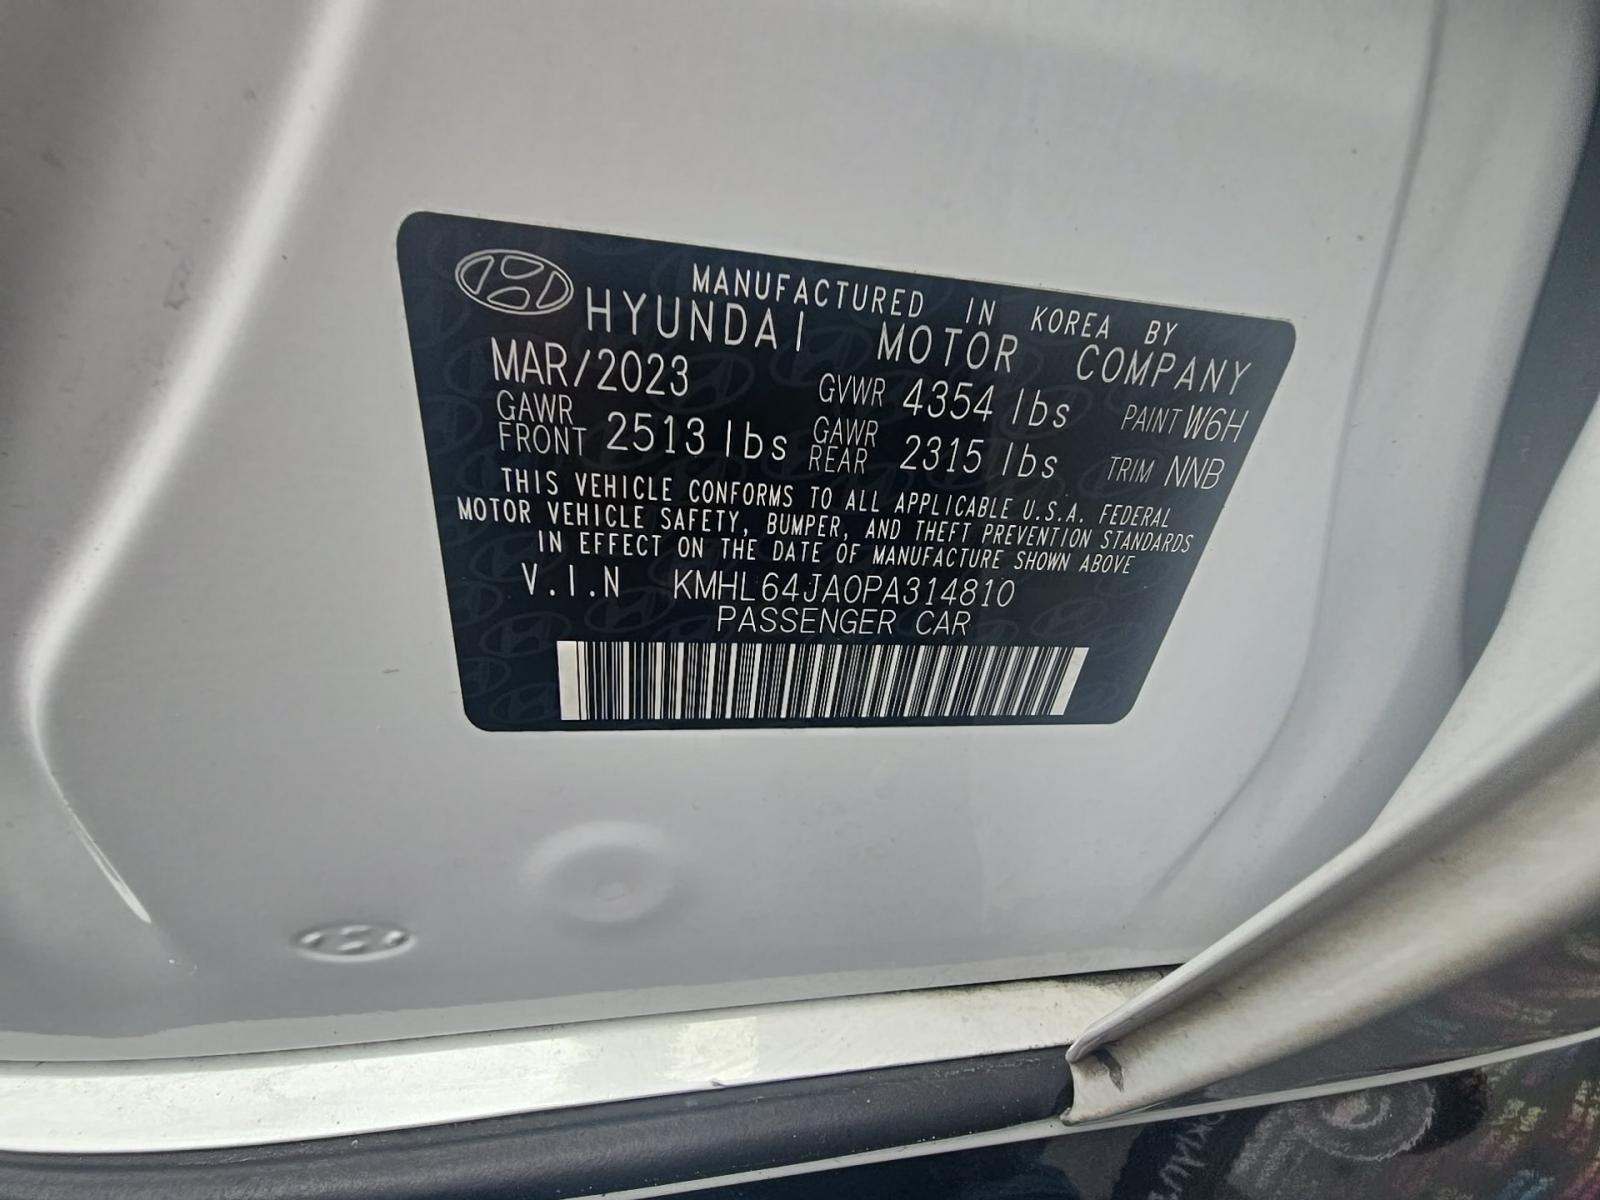 MANUFACTURED IN KOREA BY
HYUNDAI MOTOR COMPANY
MAR/2023 GVWR 4354 lbs PAINT W6H
GAWR FRONT 2513 lbs GAWR REAR 2315 lbs TRIM NNB
THIS VEHICLE CONFORMS TO ALL APPLICABLE U.S.A. FEDERAL
MOTOR VEHICLE SAFETY, BUMPER, AND THEFT PREVENTION STANDARDS
IN EFFECT ON THE DATE OF MANUFACTURE SHOWN ABOVE
V.I.N KMHL64JA0PA314810
PASSENGER CAR